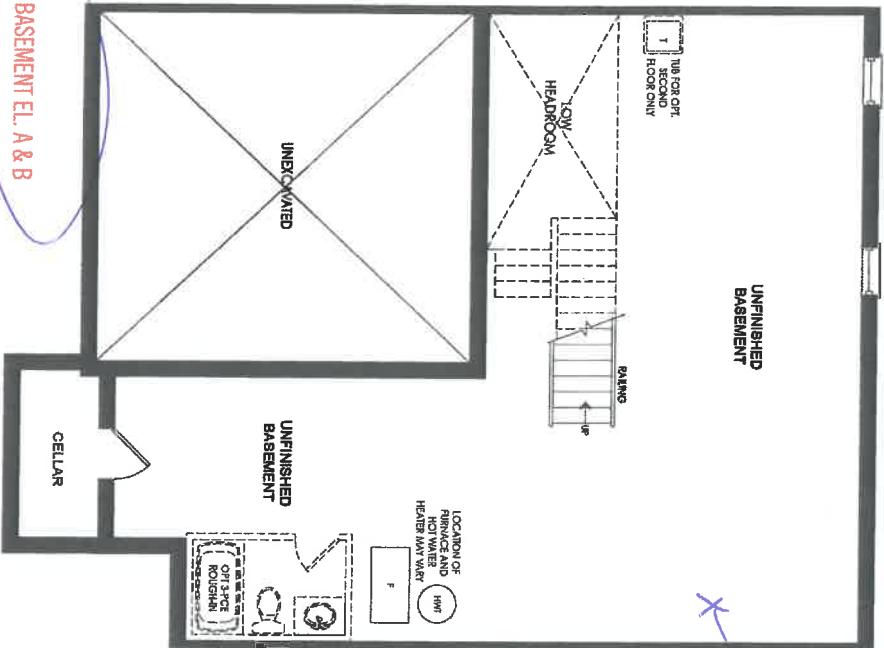 BASEMENT EL. A & B
T
TUB FOR OPT.
SECOND
FLOOR ONLY
LOW
HEADROOM
UNEXCAVATED
UNFINISHED
BASEMENT
RAILING
UP
UNFINISHED
BASEMENT
CELLAR
LOCATION OF
FURNACE AND
HOT WATER
HEATER MAY VARY
F
HWT
OPT 3-PCE
ROUGH-IN